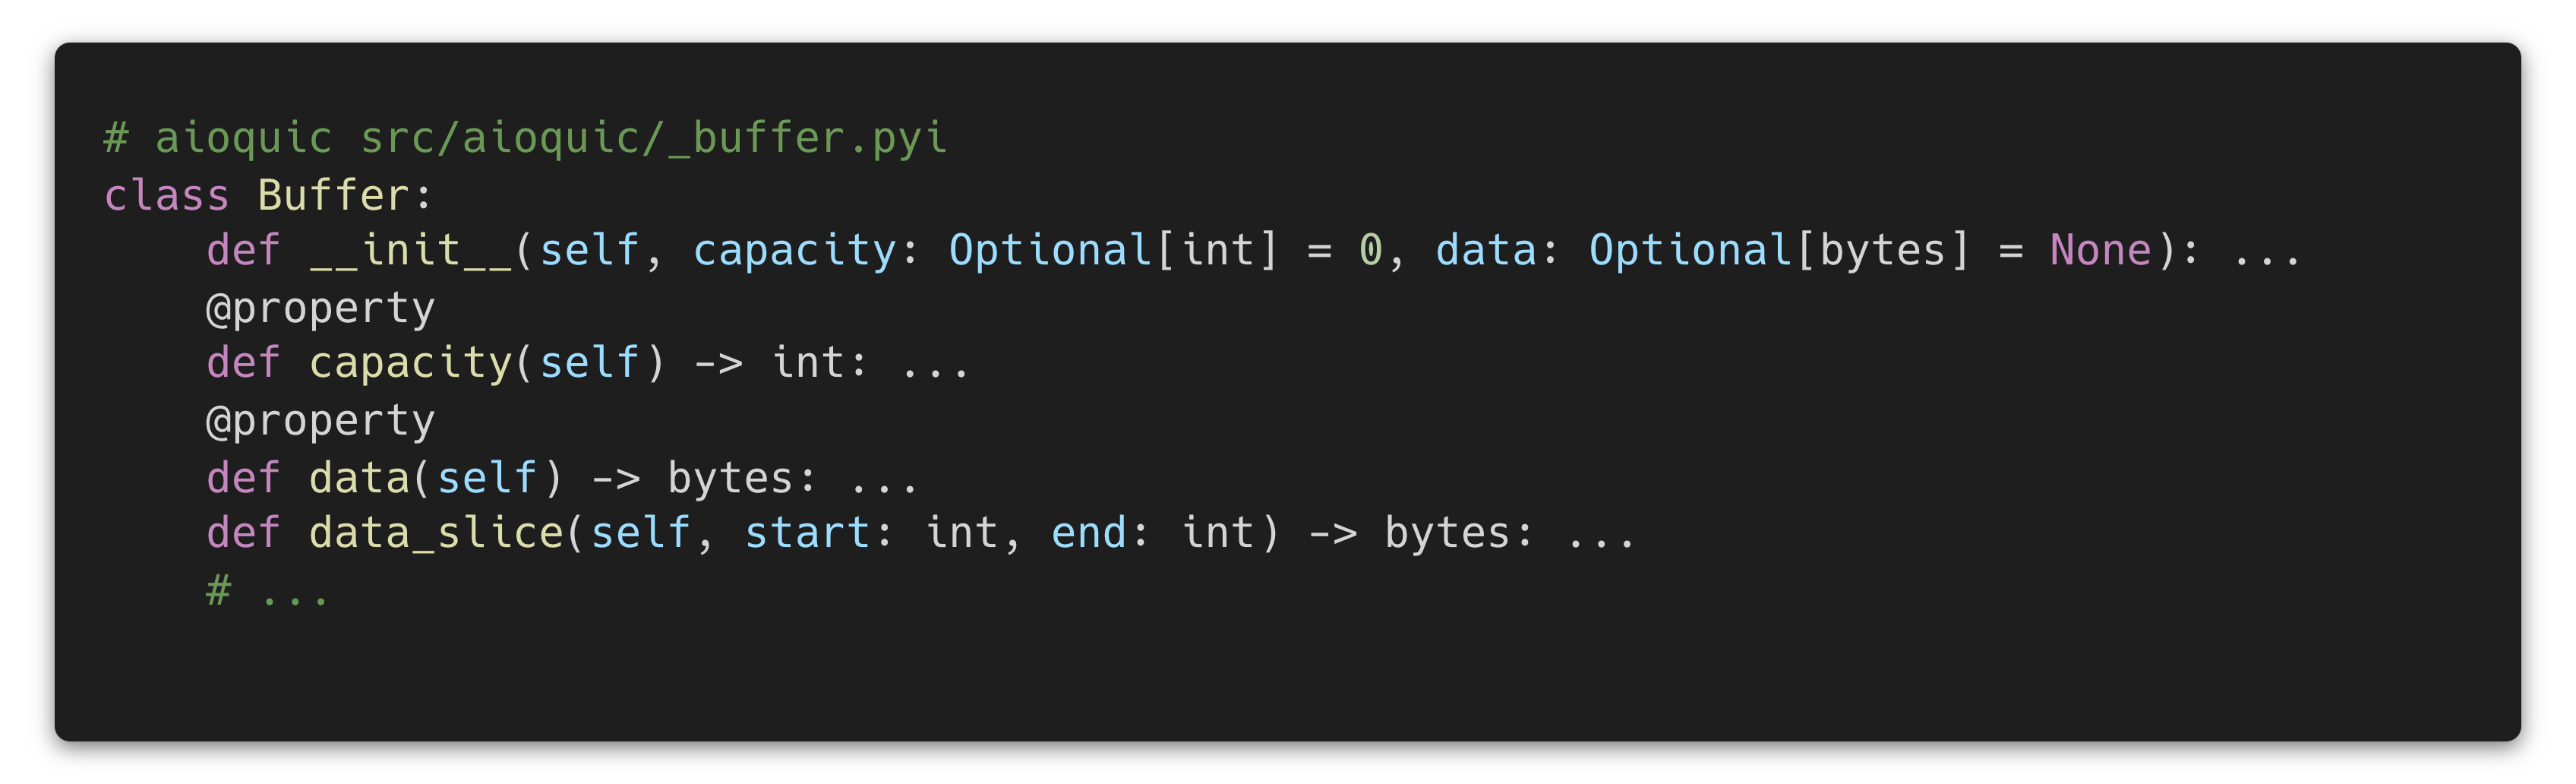 # aioquic src/aioquic/_buffer.pyi
class Buffer:
    def __init__(self, capacity: Optional[int] = 0, data: Optional[bytes] = None): ...
    @property
    def capacity(self) -> int: ...
    @property
    def data(self) -> bytes: ...
    def data_slice(self, start: int, end: int) -> bytes: ...
    # ...